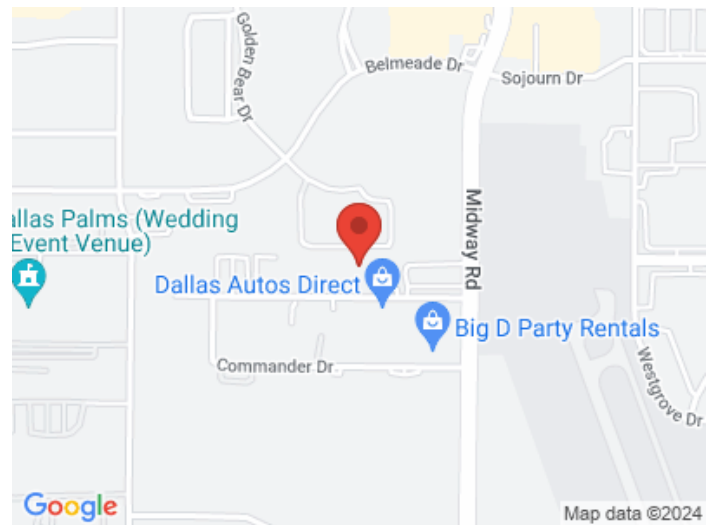 Golden Bear Dr
Belmeade Dr
Sojourn Dr
allas Palms (Wedding
Event Venue)
Midway Rd
Dallas Autos Direct
Big D Party Rentals
Commander Dr
Westgrove Dr
Google
Map data ©2024